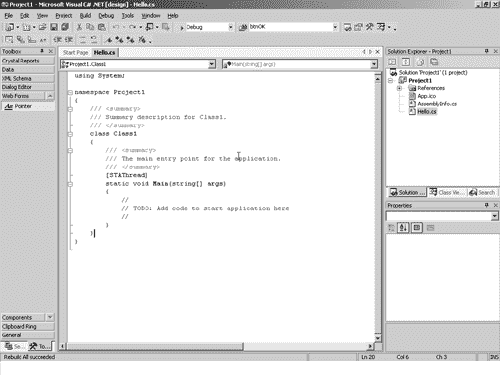 Project1 - Microsoft Visual C# .NET [design] - Hello.cs
File Edit View Project Build Debug Tools Window Help
Debug btnOK
Toolbox
Crystal Reports
Data
XML Schema
Dialog Editor
Web Forms
Pointer
Components
Clipboard Ring
General
Se... To...
Start Page Hello.cs
Project1.Class1 Main(string[] args)
using System;
namespace Project1
{
/// <summary>
/// Summary description for Class1.
/// </summary>
class Class1
{
/// <summary>
/// The main entry point for the application.
/// </summary>
[STAThread]
static void Main(string[] args)
{
//
// TODO: Add code to start application here
//
}
}
}
Solution Explorer - Project1
Solution 'Project1' (1 project)
Project1
References
App.ico
AssemblyInfo.cs
Hello.cs
Solution ... Class Vie... Search
Properties
Rebuild All succeeded Ln 20 Col 6 Ch 3 INS